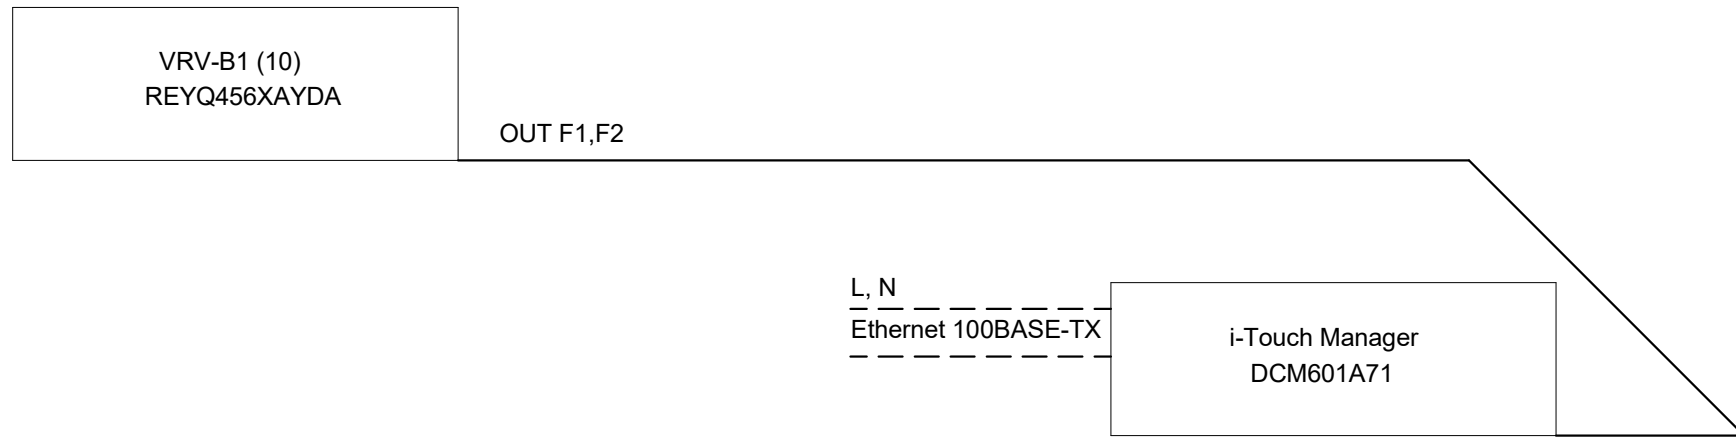 VRV-B1 (10)
REYQ456XAYDA
OUT F1,F2
L, N
Ethernet 100BASE-TX
i-Touch Manager
DCM601A71